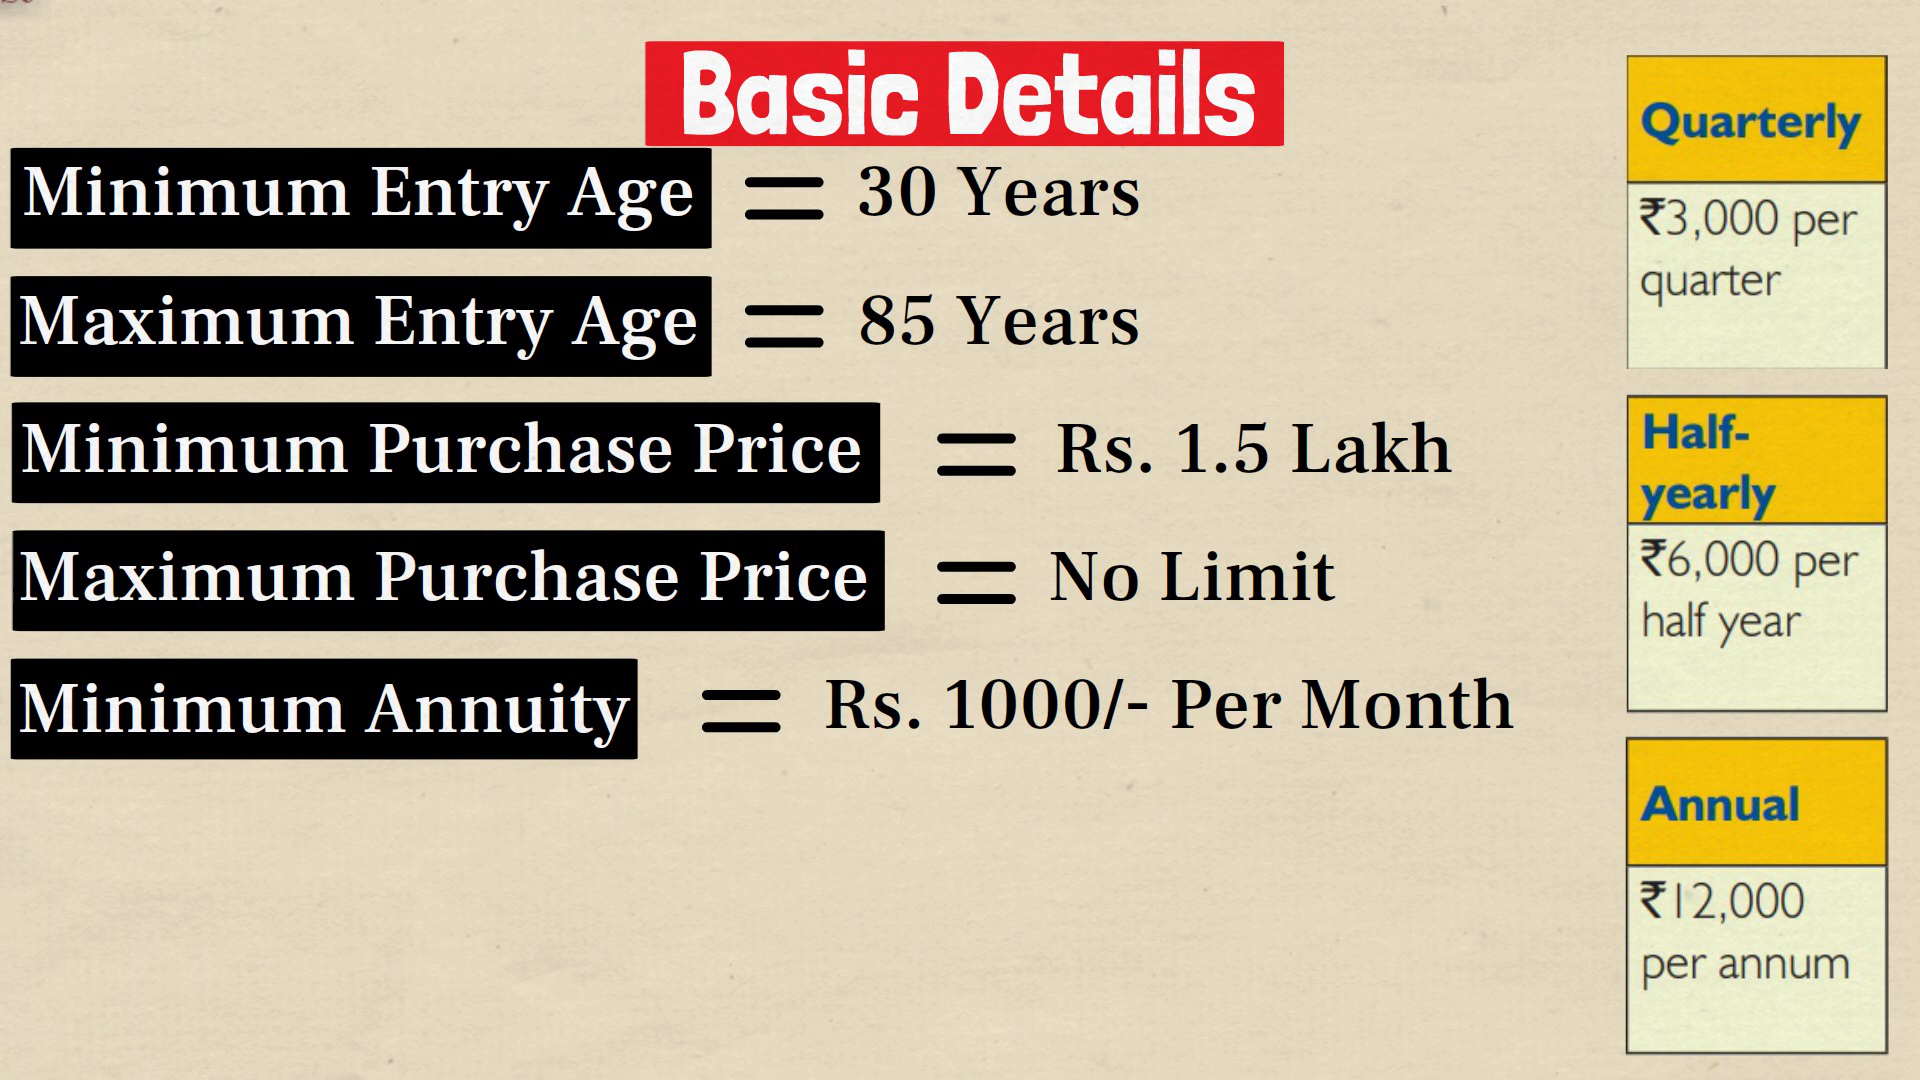 Basic Details
Minimum Entry Age = 30 Years
Maximum Entry Age = 85 Years
Minimum Purchase Price = Rs. 1.5 Lakh
Maximum Purchase Price = No Limit
Minimum Annuity = Rs. 1000/- Per Month
Quarterly
₹3,000 per
quarter
Half-
yearly
₹6,000 per
half year
Annual
₹12,000
per annum